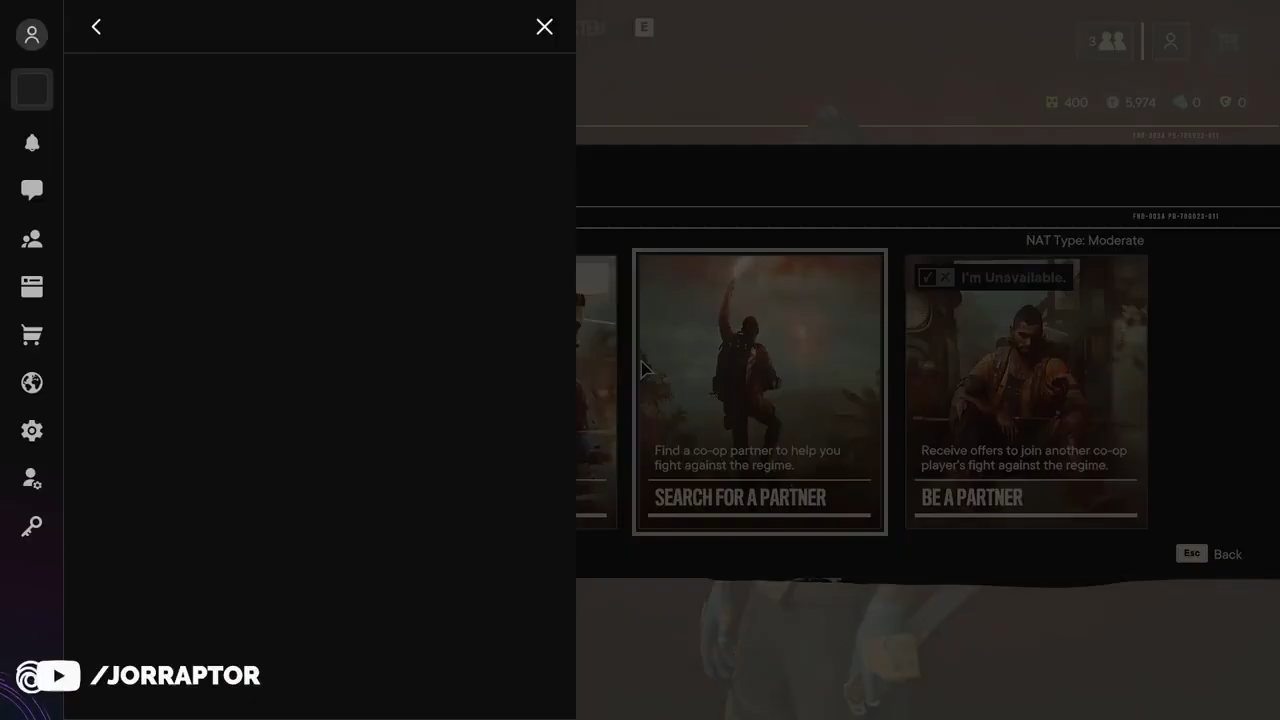 E
3
400
5,974
0
0
NAT Type: Moderate
I'm Unavailable.
Find a co-op partner to help you
fight against the regime.
SEARCH FOR A PARTNER
Receive offers to join another co-op
player's fight against the regime.
BE A PARTNER
Esc Back
/JORRAPTOR